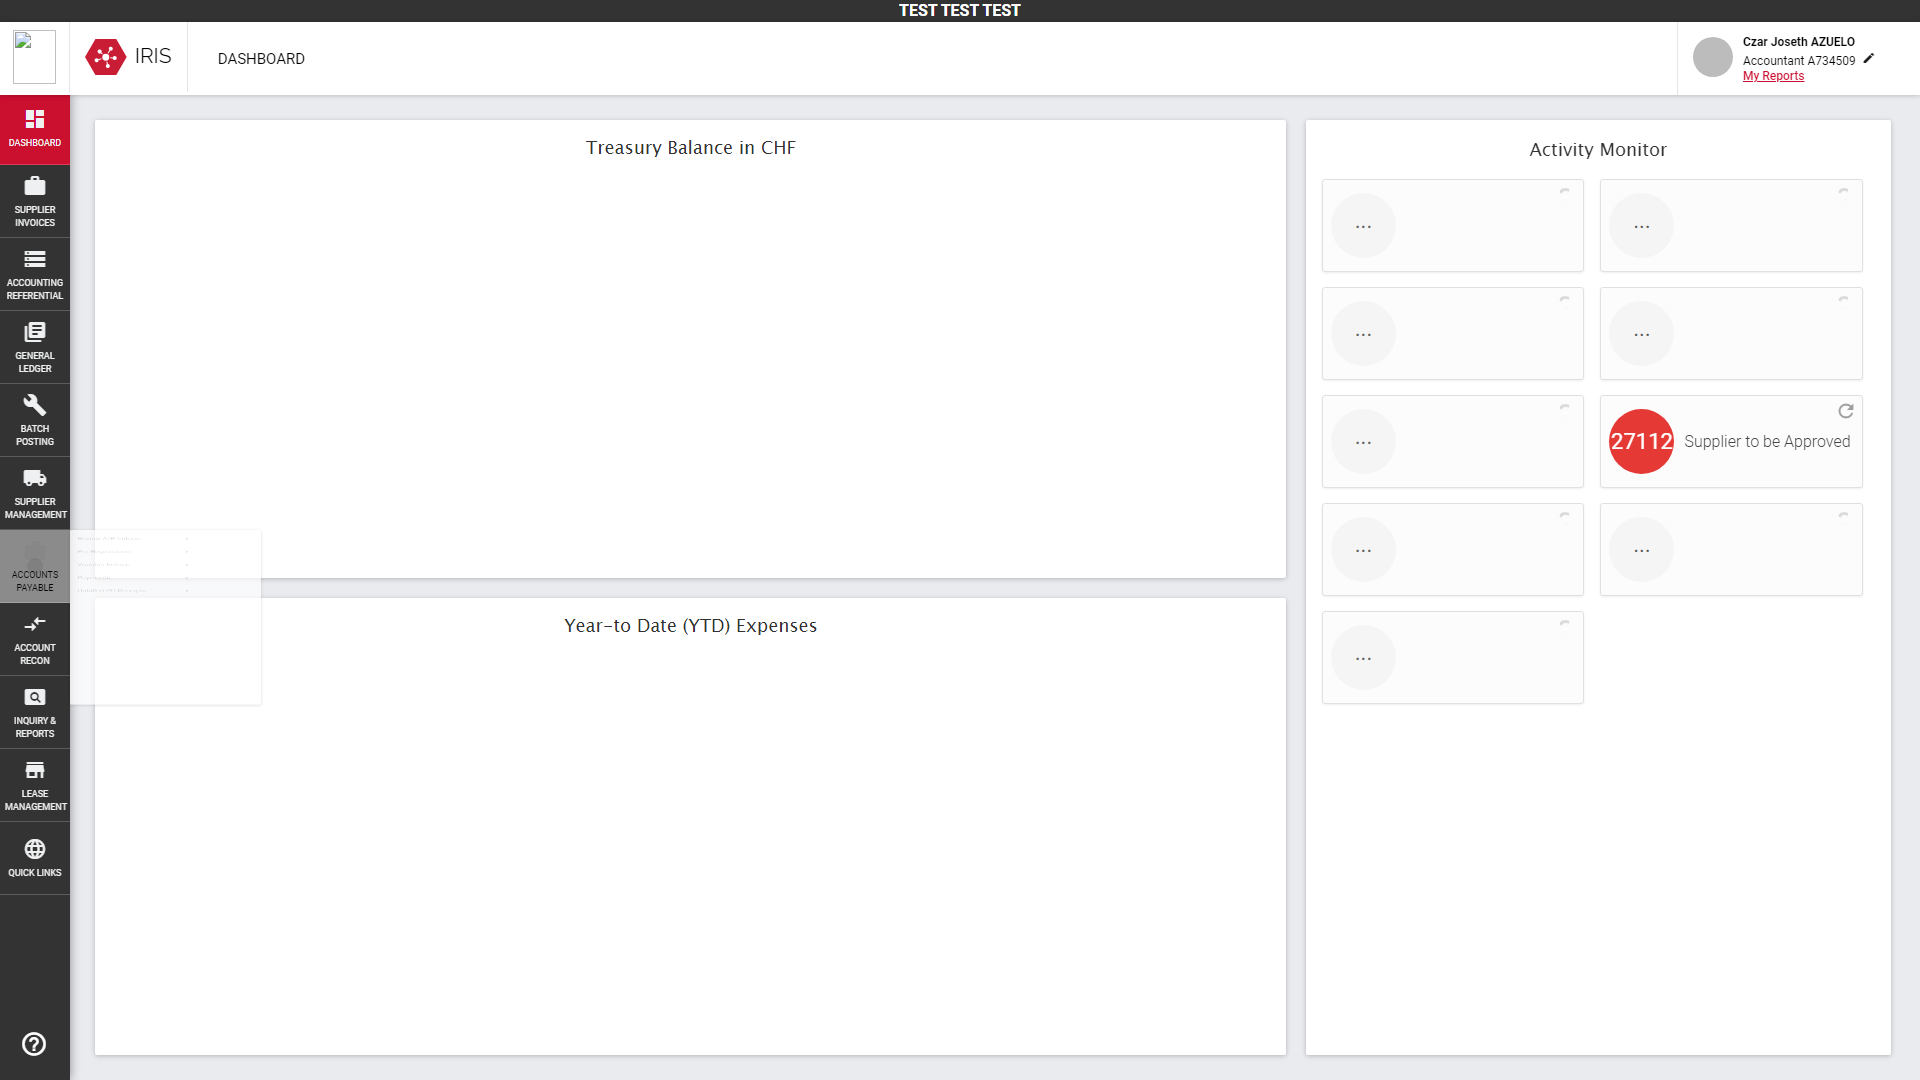 TEST TEST TEST
IRIS
DASHBOARD
Czar Joseth AZUELO
Accountant A734509
My Reports
DASHBOARD
SUPPLIER
INVOICES
ACCOUNTING
REFERENTIAL
GENERAL
LEDGER
BATCH
POSTING
SUPPLIER
MANAGEMENT
ACCOUNTS
PAYABLE
ACCOUNT
RECON
INQUIRY &
REPORTS
LEASE
MANAGEMENT
QUICK LINKS
Treasury Balance in CHF
Year-to Date (YTD) Expenses
Activity Monitor
...
...
...
...
...
27112 Supplier to be Approved
...
...
...